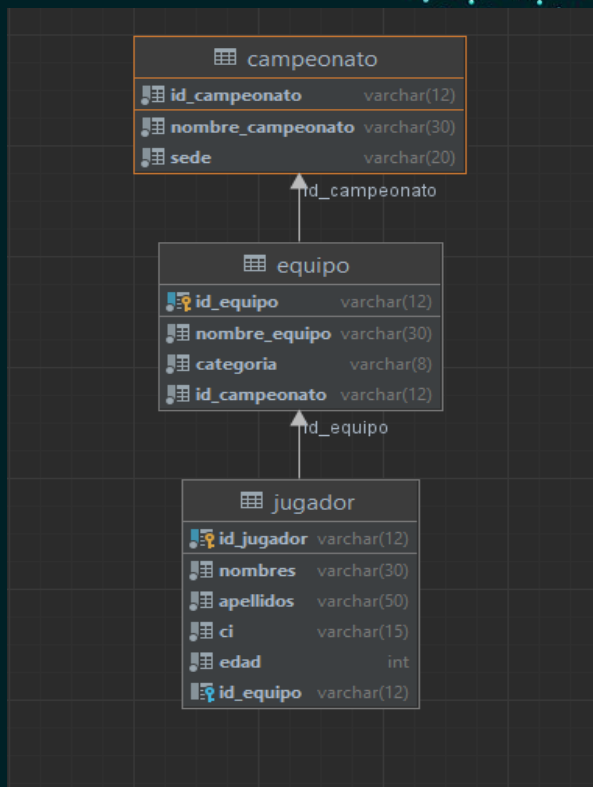 campeonato
id_campeonato varchar(12)
nombre_campeonato varchar(30)
sede varchar(20)
id_campeonato
equipo
id_equipo varchar(12)
nombre_equipo varchar(30)
categoria varchar(8)
id_campeonato varchar(12)
id_equipo
jugador
id_jugador varchar(12)
nombres varchar(30)
apellidos varchar(50)
ci varchar(15)
edad int
id_equipo varchar(12)